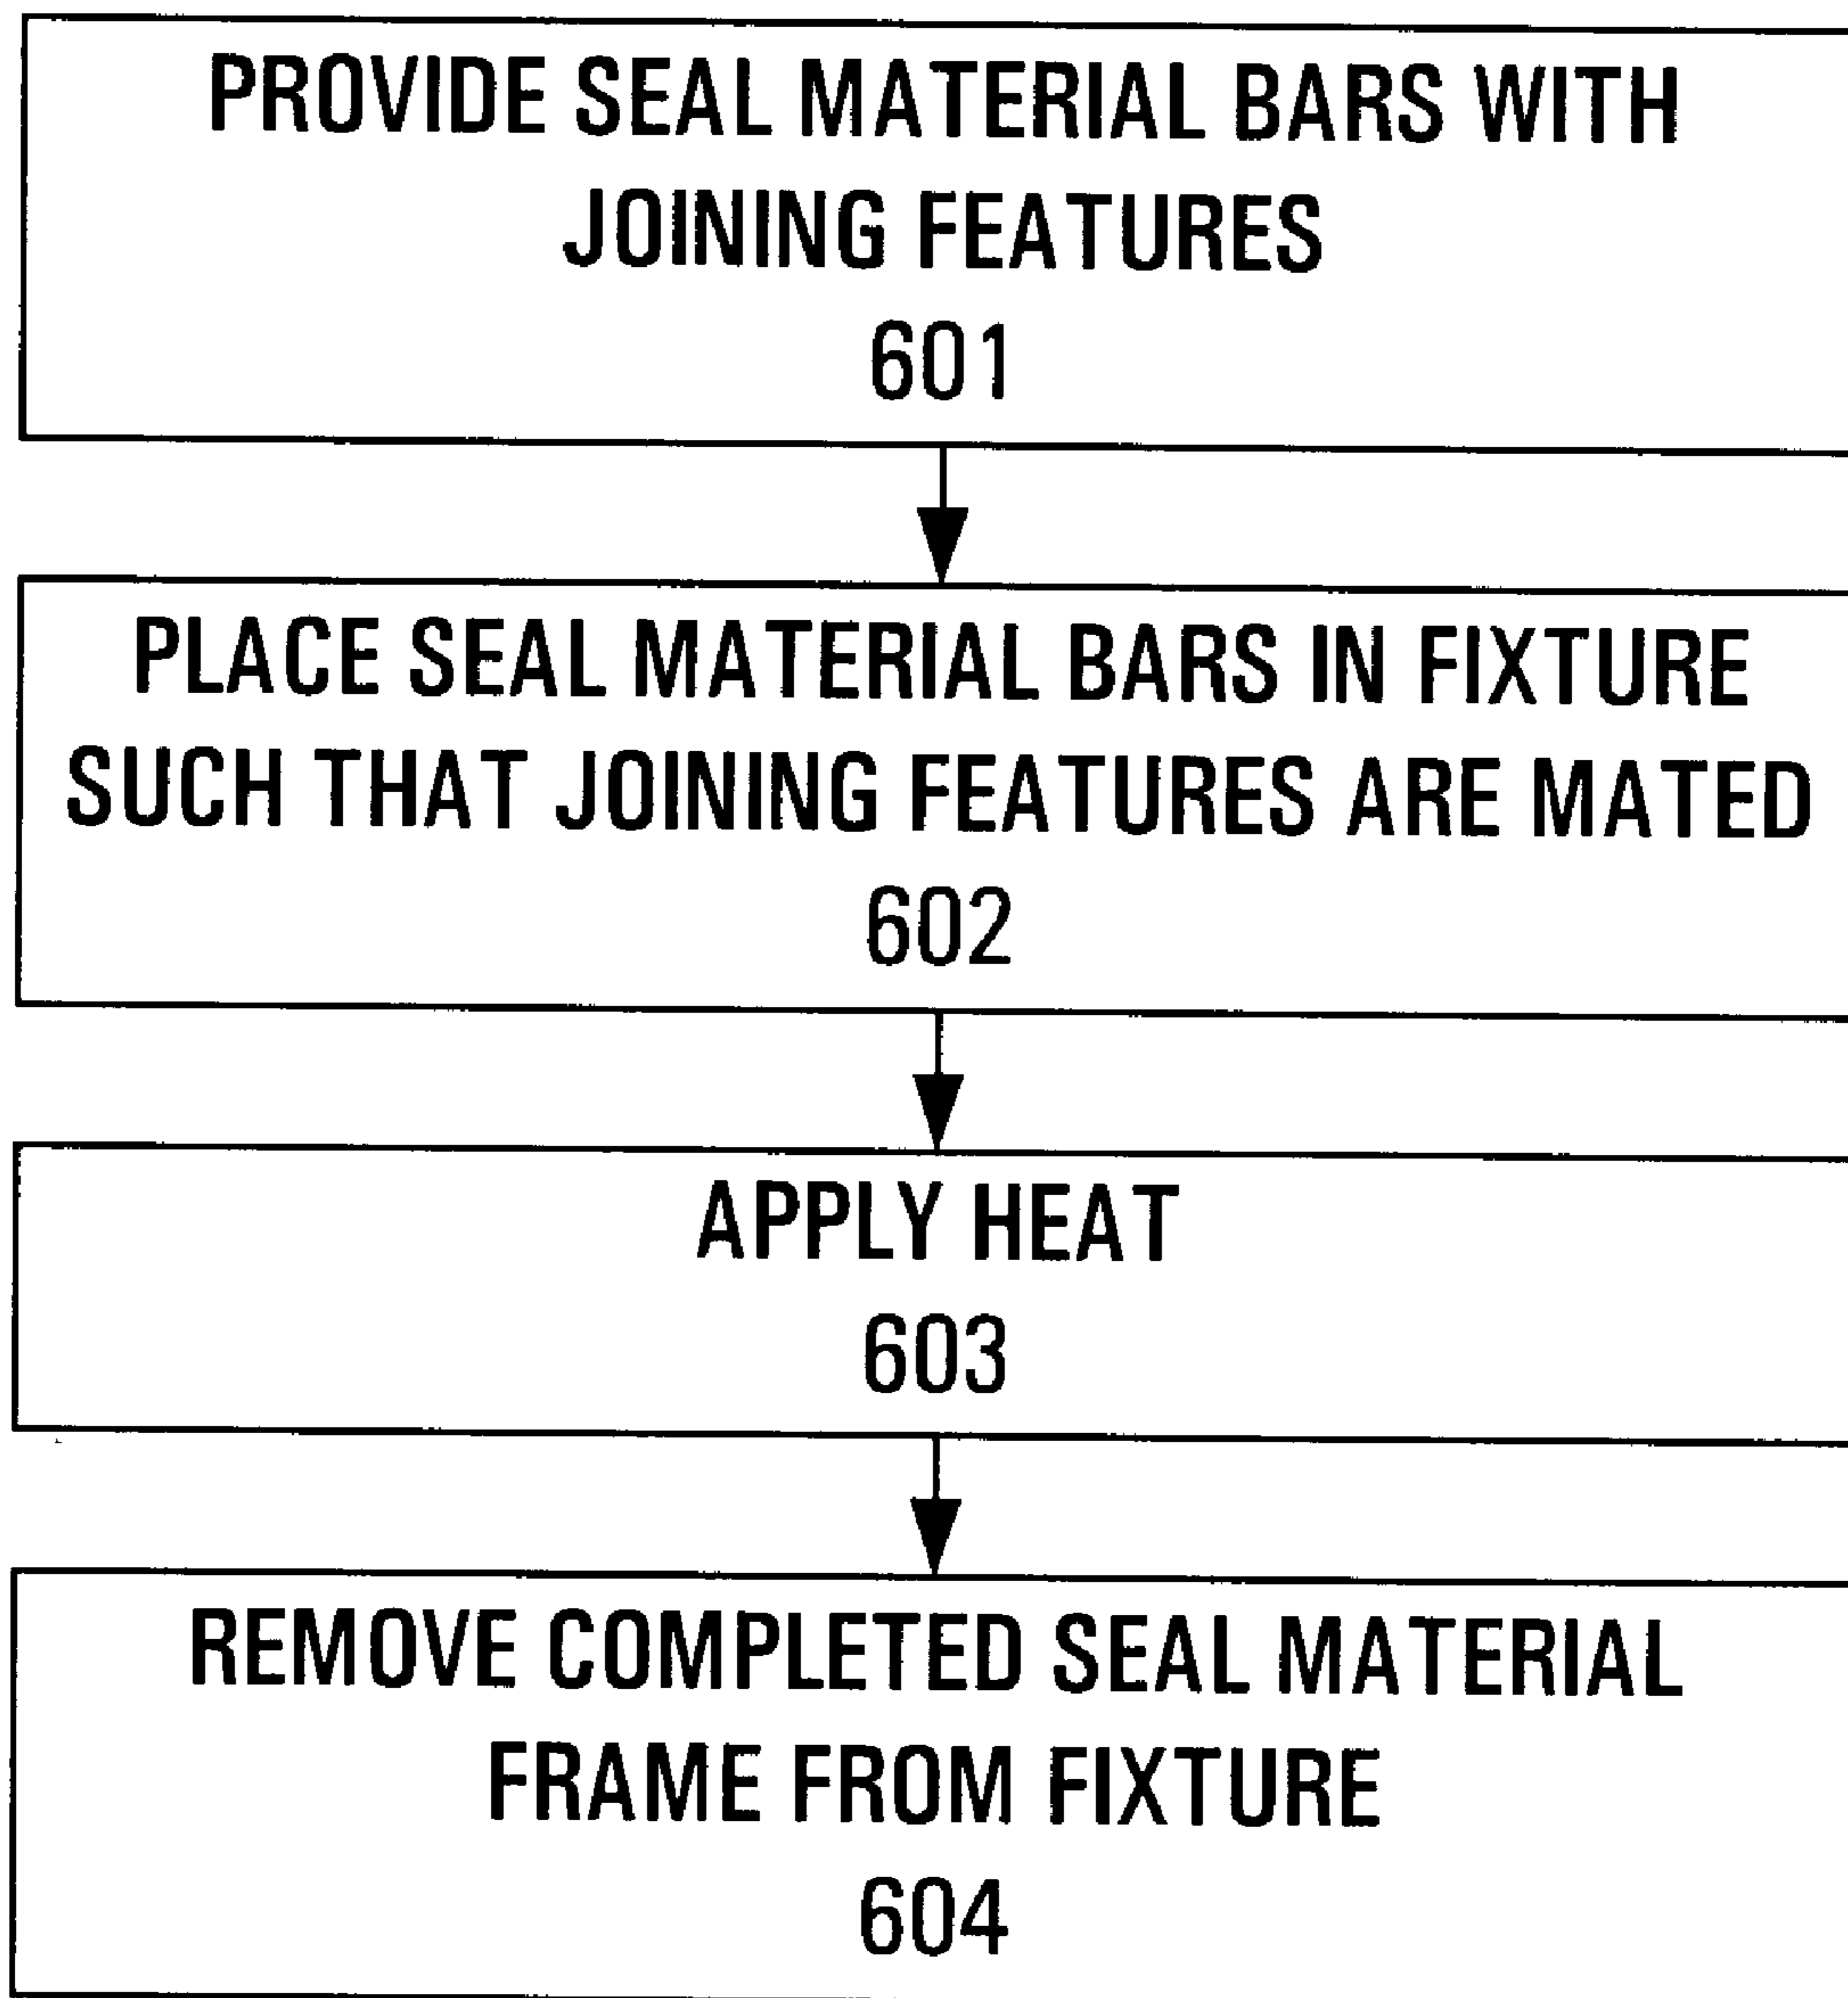 PROVIDE SEAL MATERIAL BARS WITH
JOINING FEATURES
601
PLACE SEAL MATERIAL BARS IN FIXTURE
SUCH THAT JOINING FEATURES ARE MATED
602
APPLY HEAT
603
REMOVE COMPLETED SEAL MATERIAL
FRAME FROM FIXTURE
604